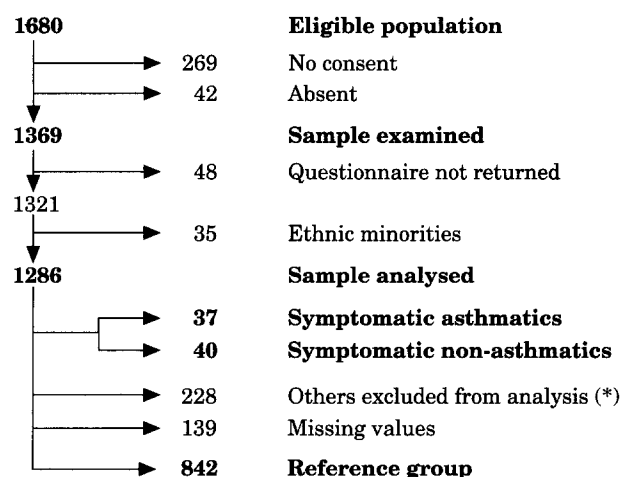 1680 Eligible population
269 No consent
42 Absent
1369 Sample examined
48 Questionnaire not returned
1321
35 Ethnic minorities
1286 Sample analysed
37 Symptomatic asthmatics
40 Symptomatic non-asthmatics
228 Others excluded from analysis (*)
139 Missing values
842 Reference group